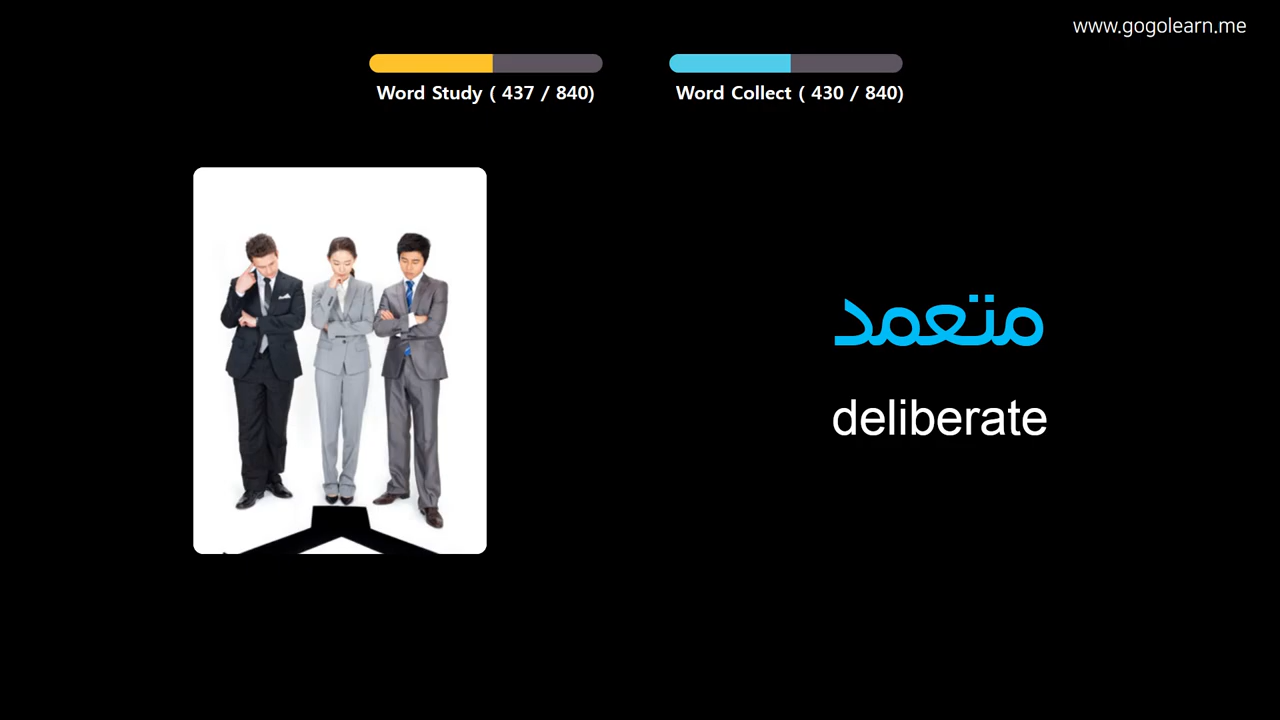 www.gogolearn.me
Word Study ( 437 / 840)
Word Collect ( 430 / 840)
متعمد
deliberate